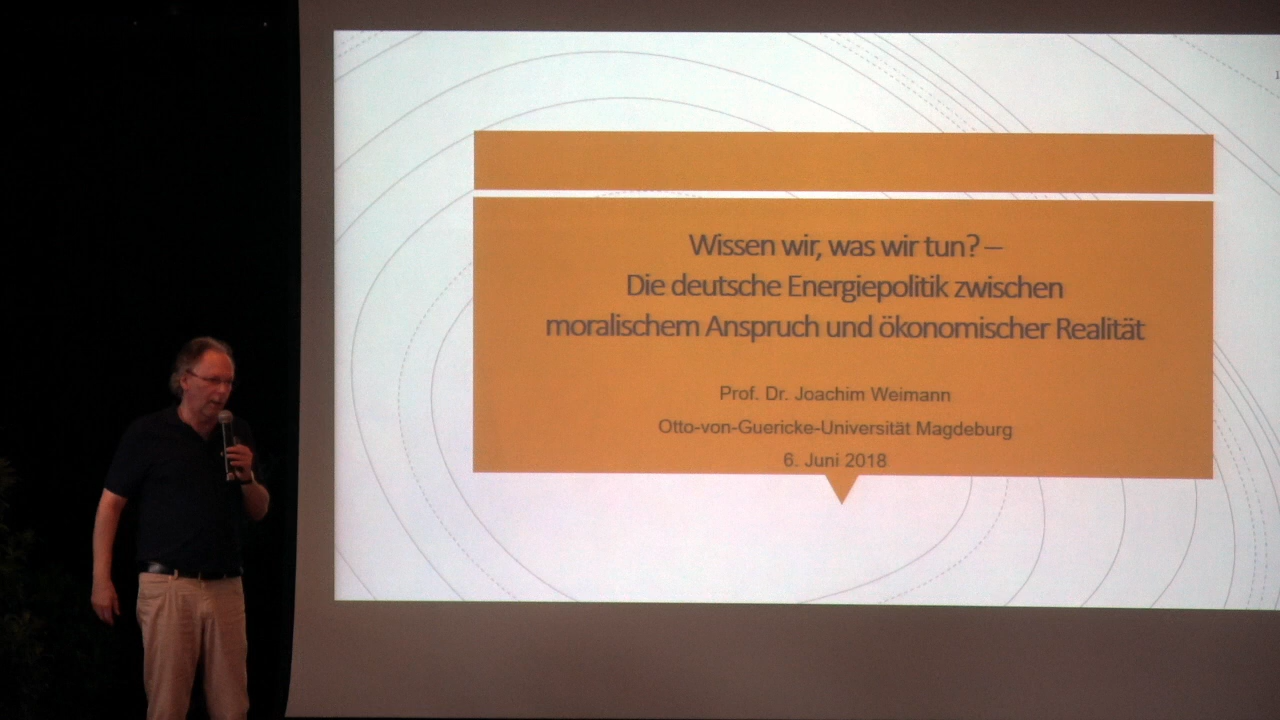 Wissen wir, was wir tun? –
Die deutsche Energiepolitik zwischen
moralischem Anspruch und ökonomischer Realität
Prof. Dr. Joachim Weimann
Otto-von-Guericke-Universität Magdeburg
6. Juni 2018